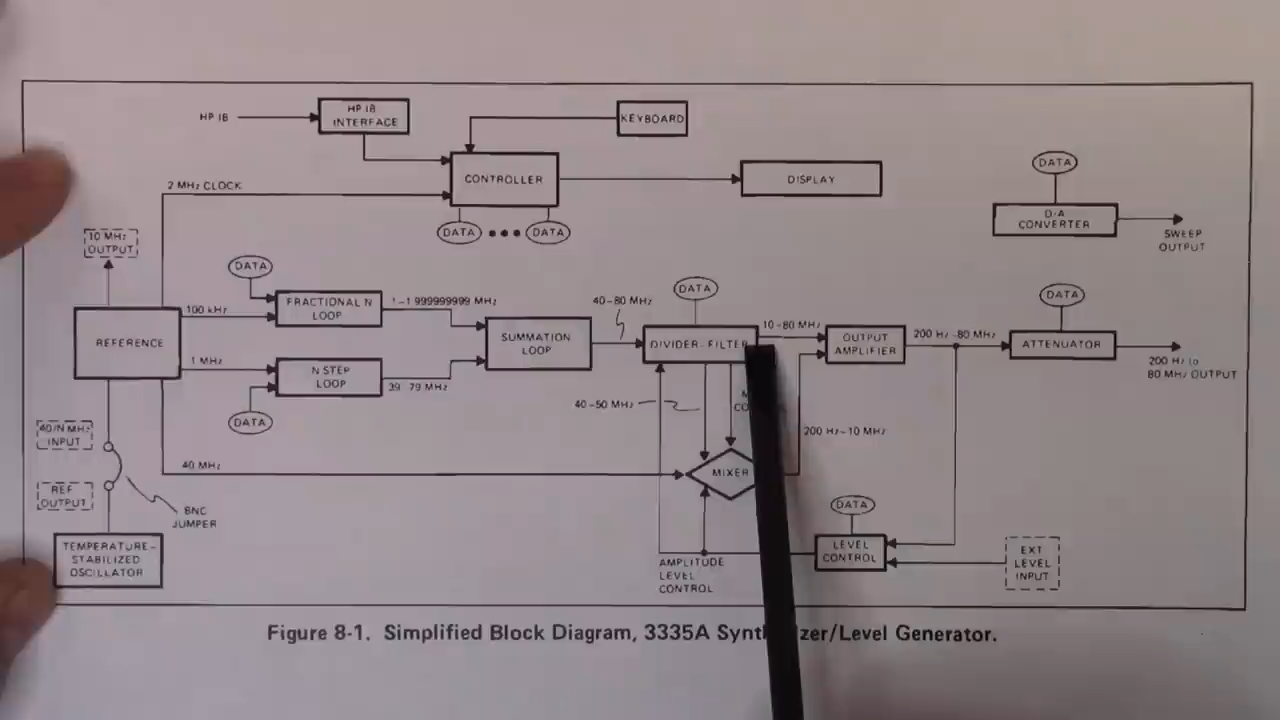 HP IB
HP IB
INTERFACE
KEYBOARD
CONTROLLER
DISPLAY
DATA
D/A
CONVERTER
SWEEP
OUTPUT
2 MHz CLOCK
DATA ••• DATA
10 MHz
OUTPUT
DATA
100 kHz
FRACTIONAL N
LOOP
1-1 999999999 MHz
REFERENCE
1 MHz
N STEP
LOOP
39 79 MHz
DATA
SUMMATION
LOOP
40-80 MHz
DATA
DIVIDER-FILTER
10-80 MHz
OUTPUT
AMPLIFIER
200 Hz-80 MHz
DATA
ATTENUATOR
200 Hz to
80 MHz OUTPUT
40-50 MHz
200 Hz-10 MHz
40/N MHz
INPUT
REF
OUTPUT
BNC
JUMPER
40 MHz
MIXER
TEMPERATURE-
STABILIZED
OSCILLATOR
AMPLITUDE
LEVEL
CONTROL
DATA
LEVEL
CONTROL
EXT
LEVEL
INPUT
Figure 8-1. Simplified Block Diagram, 3335A Synt zer/Level Generator.